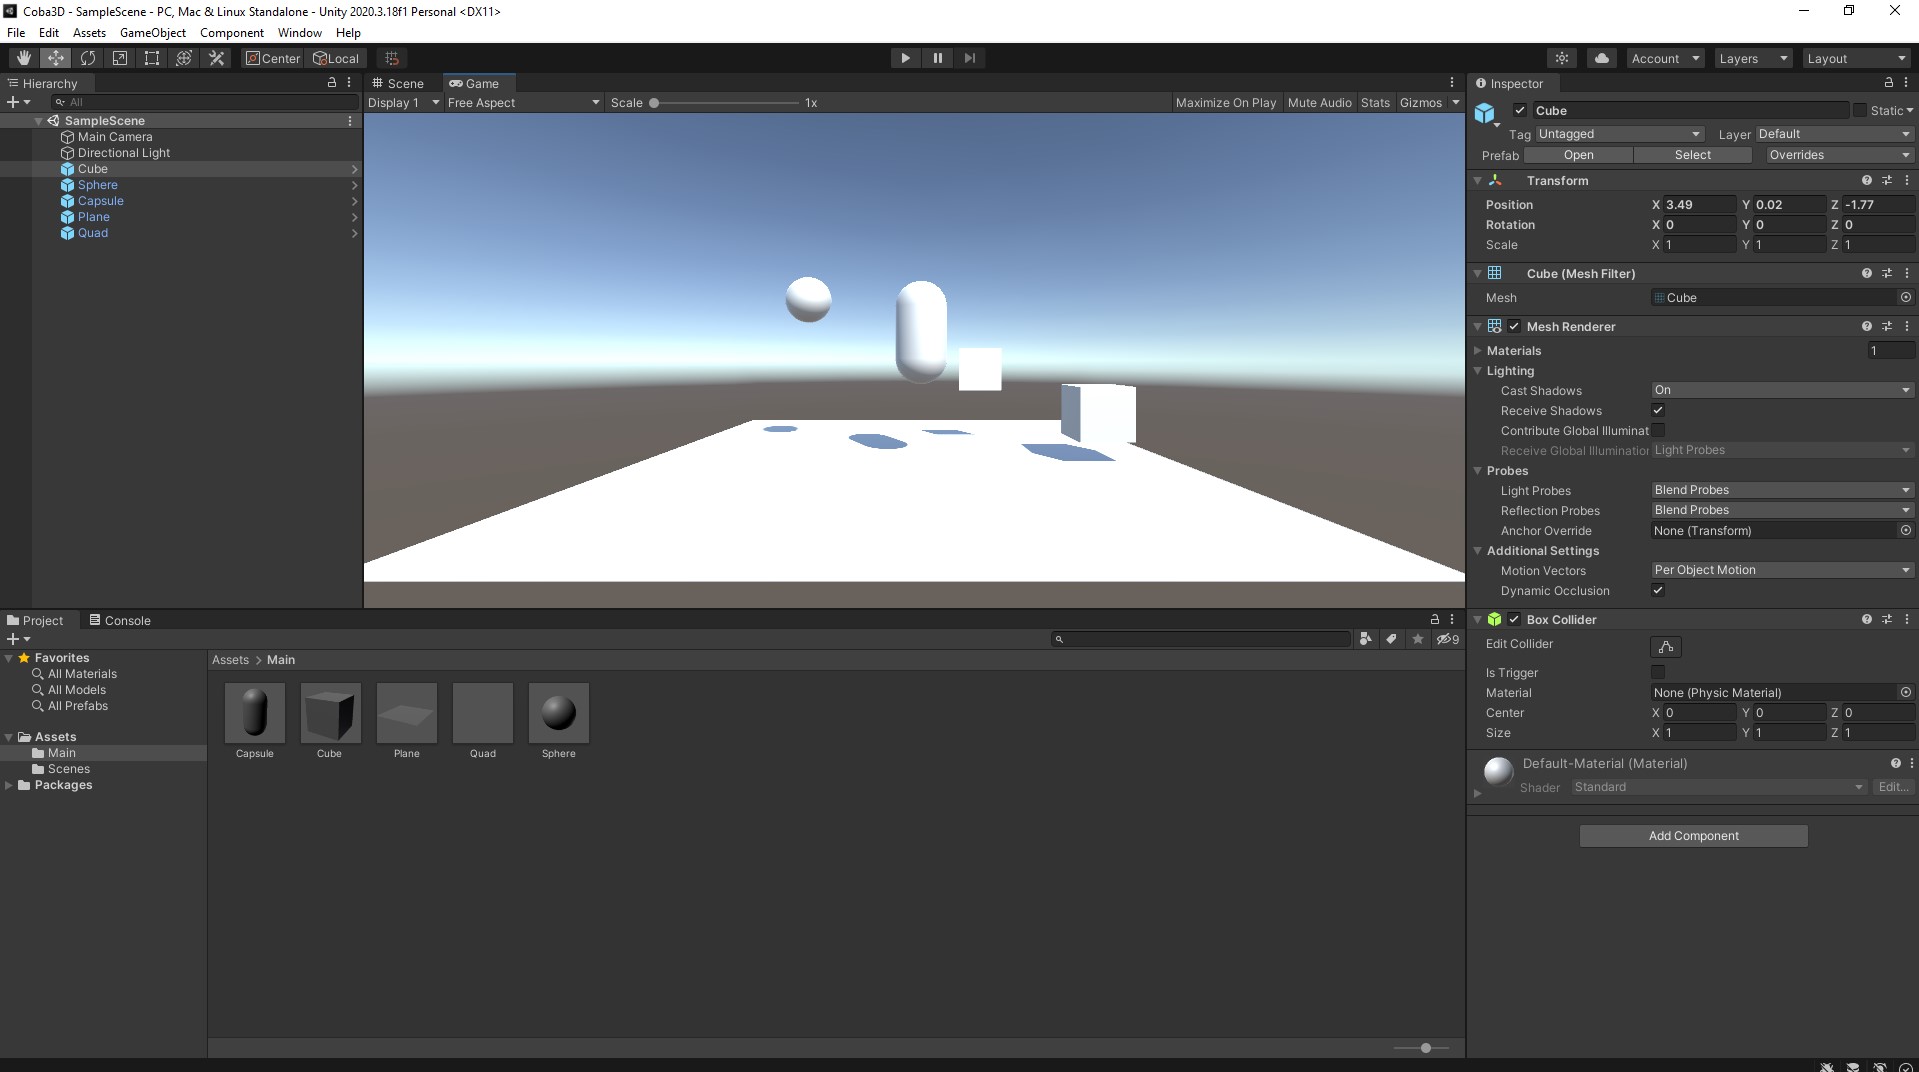 Coba3D - SampleScene - PC, Mac & Linux Standalone - Unity 2020.3.18f1 Personal <DX11>
File Edit Assets GameObject Component Window Help
Center Local Account Layers Layout
Hierarchy
All
SampleScene
Main Camera
Directional Light
Cube
Sphere
Capsule
Plane
Quad
Scene Game
Display 1 Free Aspect Scale 1x Maximize On Play Mute Audio Stats Gizmos
Inspector
Cube Static
Tag Untagged Layer Default
Prefab Open Select Overrides
Transform
Position X 3.49 Y 0.02 Z -1.77
Rotation X 0 Y 0 Z 0
Scale X 1 Y 1 Z 1
Cube (Mesh Filter)
Mesh Cube
Mesh Renderer
Materials 1
Lighting
Cast Shadows On
Receive Shadows
Contribute Global Illuminat
Receive Global Illumination Light Probes
Probes
Light Probes Blend Probes
Reflection Probes Blend Probes
Anchor Override None (Transform)
Additional Settings
Motion Vectors Per Object Motion
Dynamic Occlusion
Box Collider
Edit Collider
Is Trigger
Material None (Physic Material)
Center X 0 Y 0 Z 0
Size X 1 Y 1 Z 1
Default-Material (Material)
Shader Standard Edit...
Add Component
Project Console
9
Favorites
All Materials
All Models
All Prefabs
Assets
Main
Scenes
Packages
Assets > Main
Capsule Cube Plane Quad Sphere